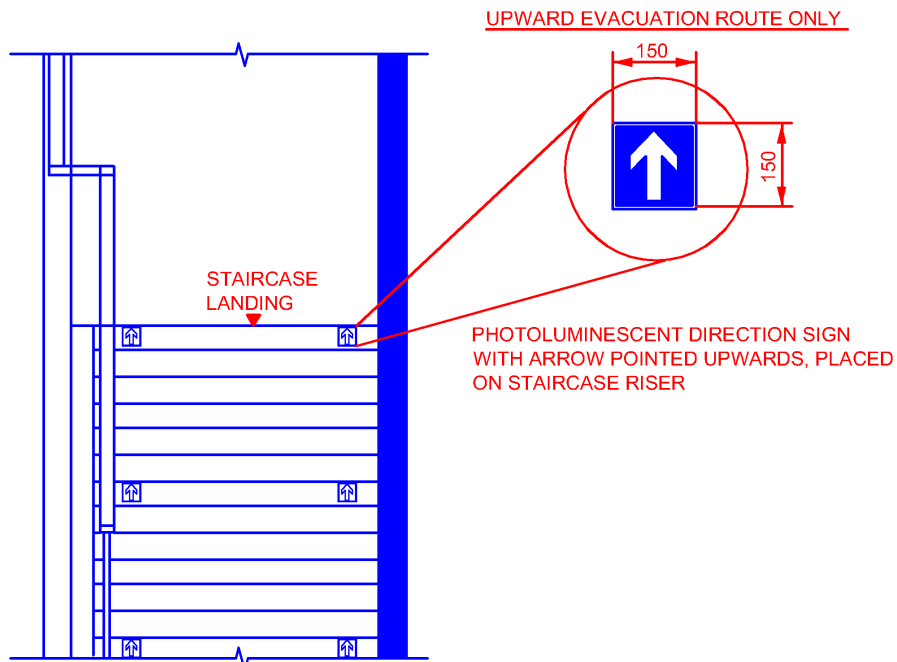 UPWARD EVACUATION ROUTE ONLY
150
150
STAIRCASE
LANDING
PHOTOLUMINESCENT DIRECTION SIGN
WITH ARROW POINTED UPWARDS, PLACED
ON STAIRCASE RISER